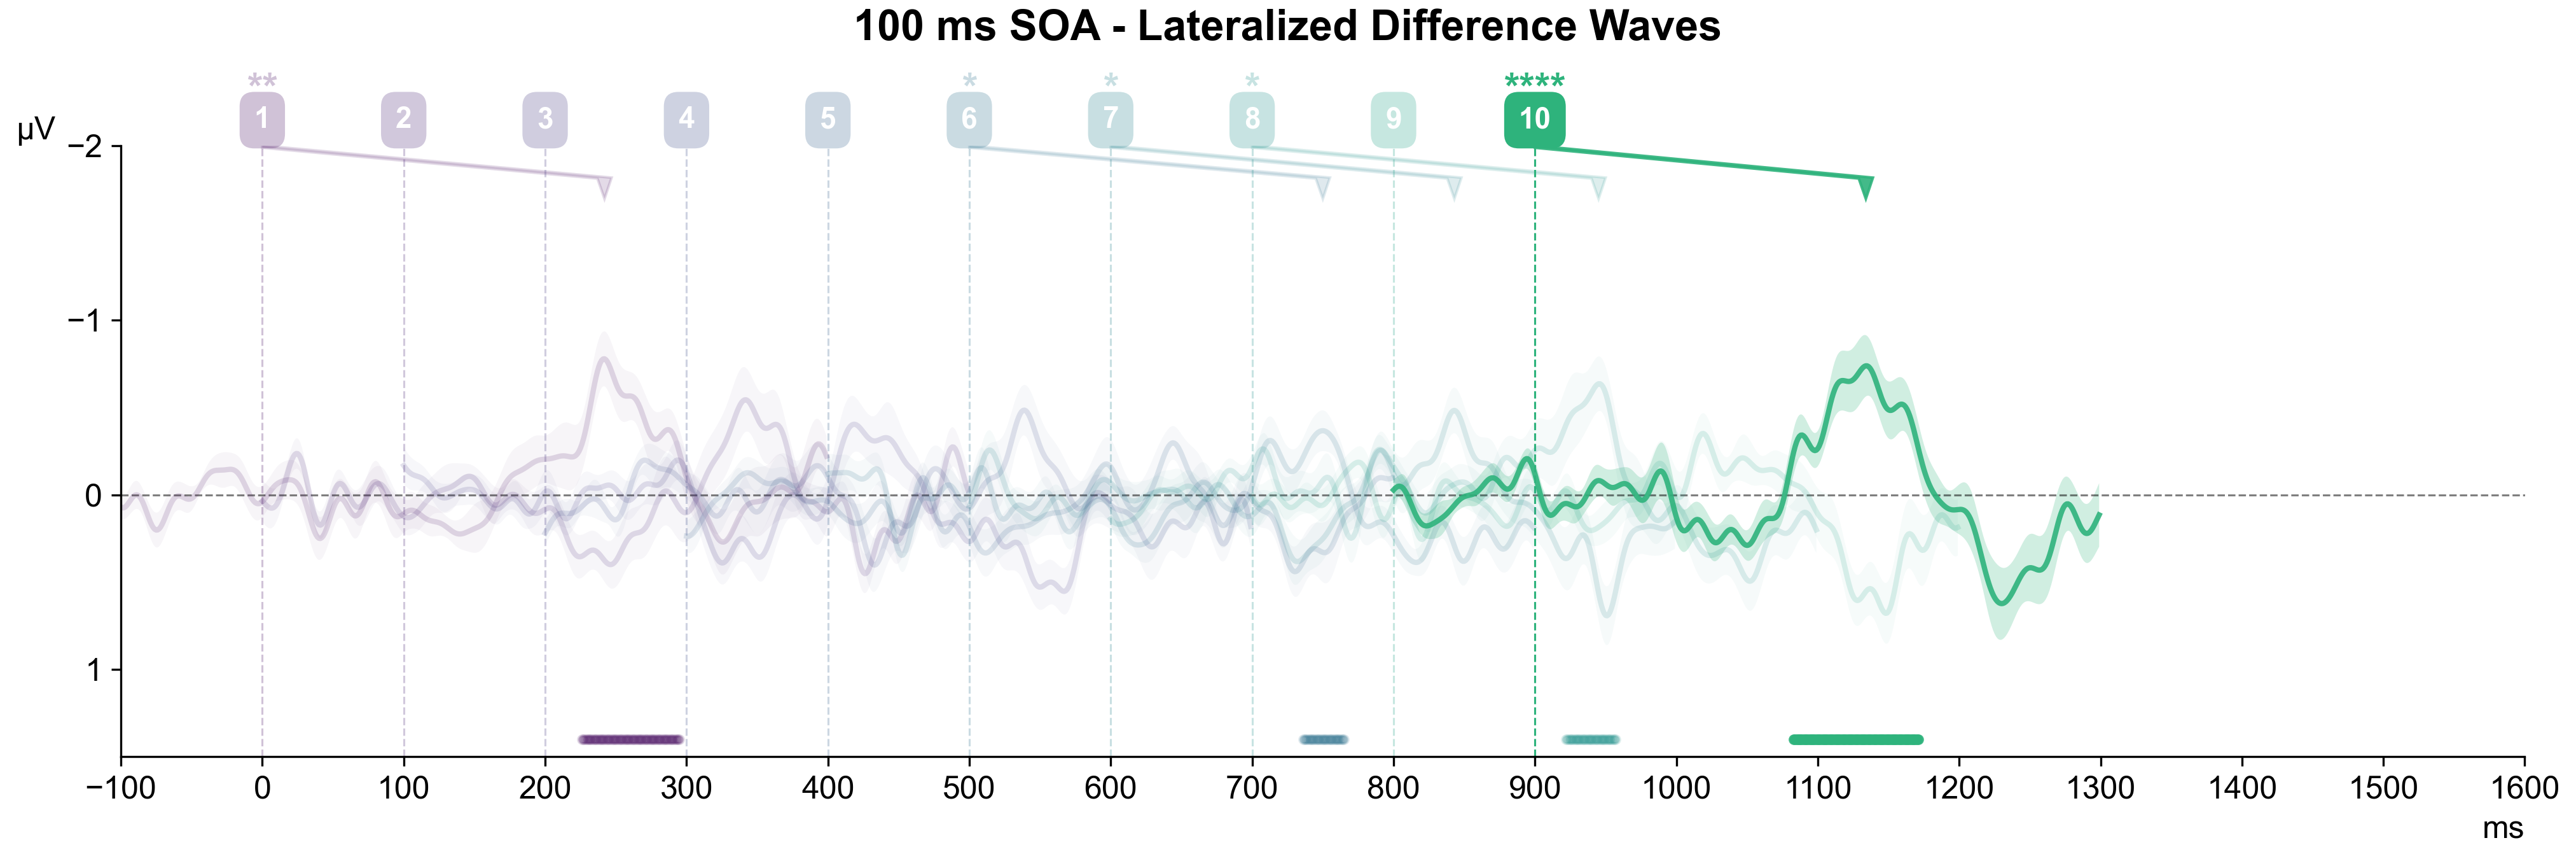 100 ms SOA - Lateralized Difference Waves
** * * * ****
1 2 3 4 5 6 7 8 9 10
µV
−2
−1
0
1
−100 0 100 200 300 400 500 600 700 800 900 1000 1100 1200 1300 1400 1500 1600
ms